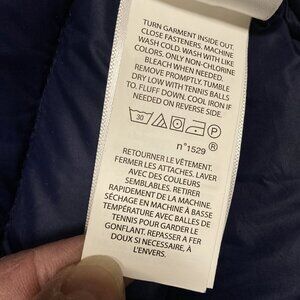 TURN GARMENT INSIDE OUT.
CLOSE FASTENERS. MACHINE
WASH COLD. WASH WITH LIKE
COLORS. ONLY NON-CHLORINE
BLEACH WHEN NEEDED.
REMOVE PROMPTLY. TUMBLE
DRY LOW WITH TENNIS BALLS
TO. FLUFF DOWN. COOL IRON IF
NEEDED ON REVERSE SIDE.
30 P
n°1529 ®
RETOURNER LE VÊTEMENT.
FERMER LES ATTACHES. LAVER
AVEC DES COULEURS
SEMBLABLES. RETIRER
RAPIDEMENT DE LA MACHINE.
SÉCHAGE EN MACHINE À BASSE
TEMPÉRATURE AVEC BALLES DE
TENNIS POUR GARDER LE
GONFLANT. REPASSER A FER
DOUX SI NECESSAIRE, À
L'ENVERS.